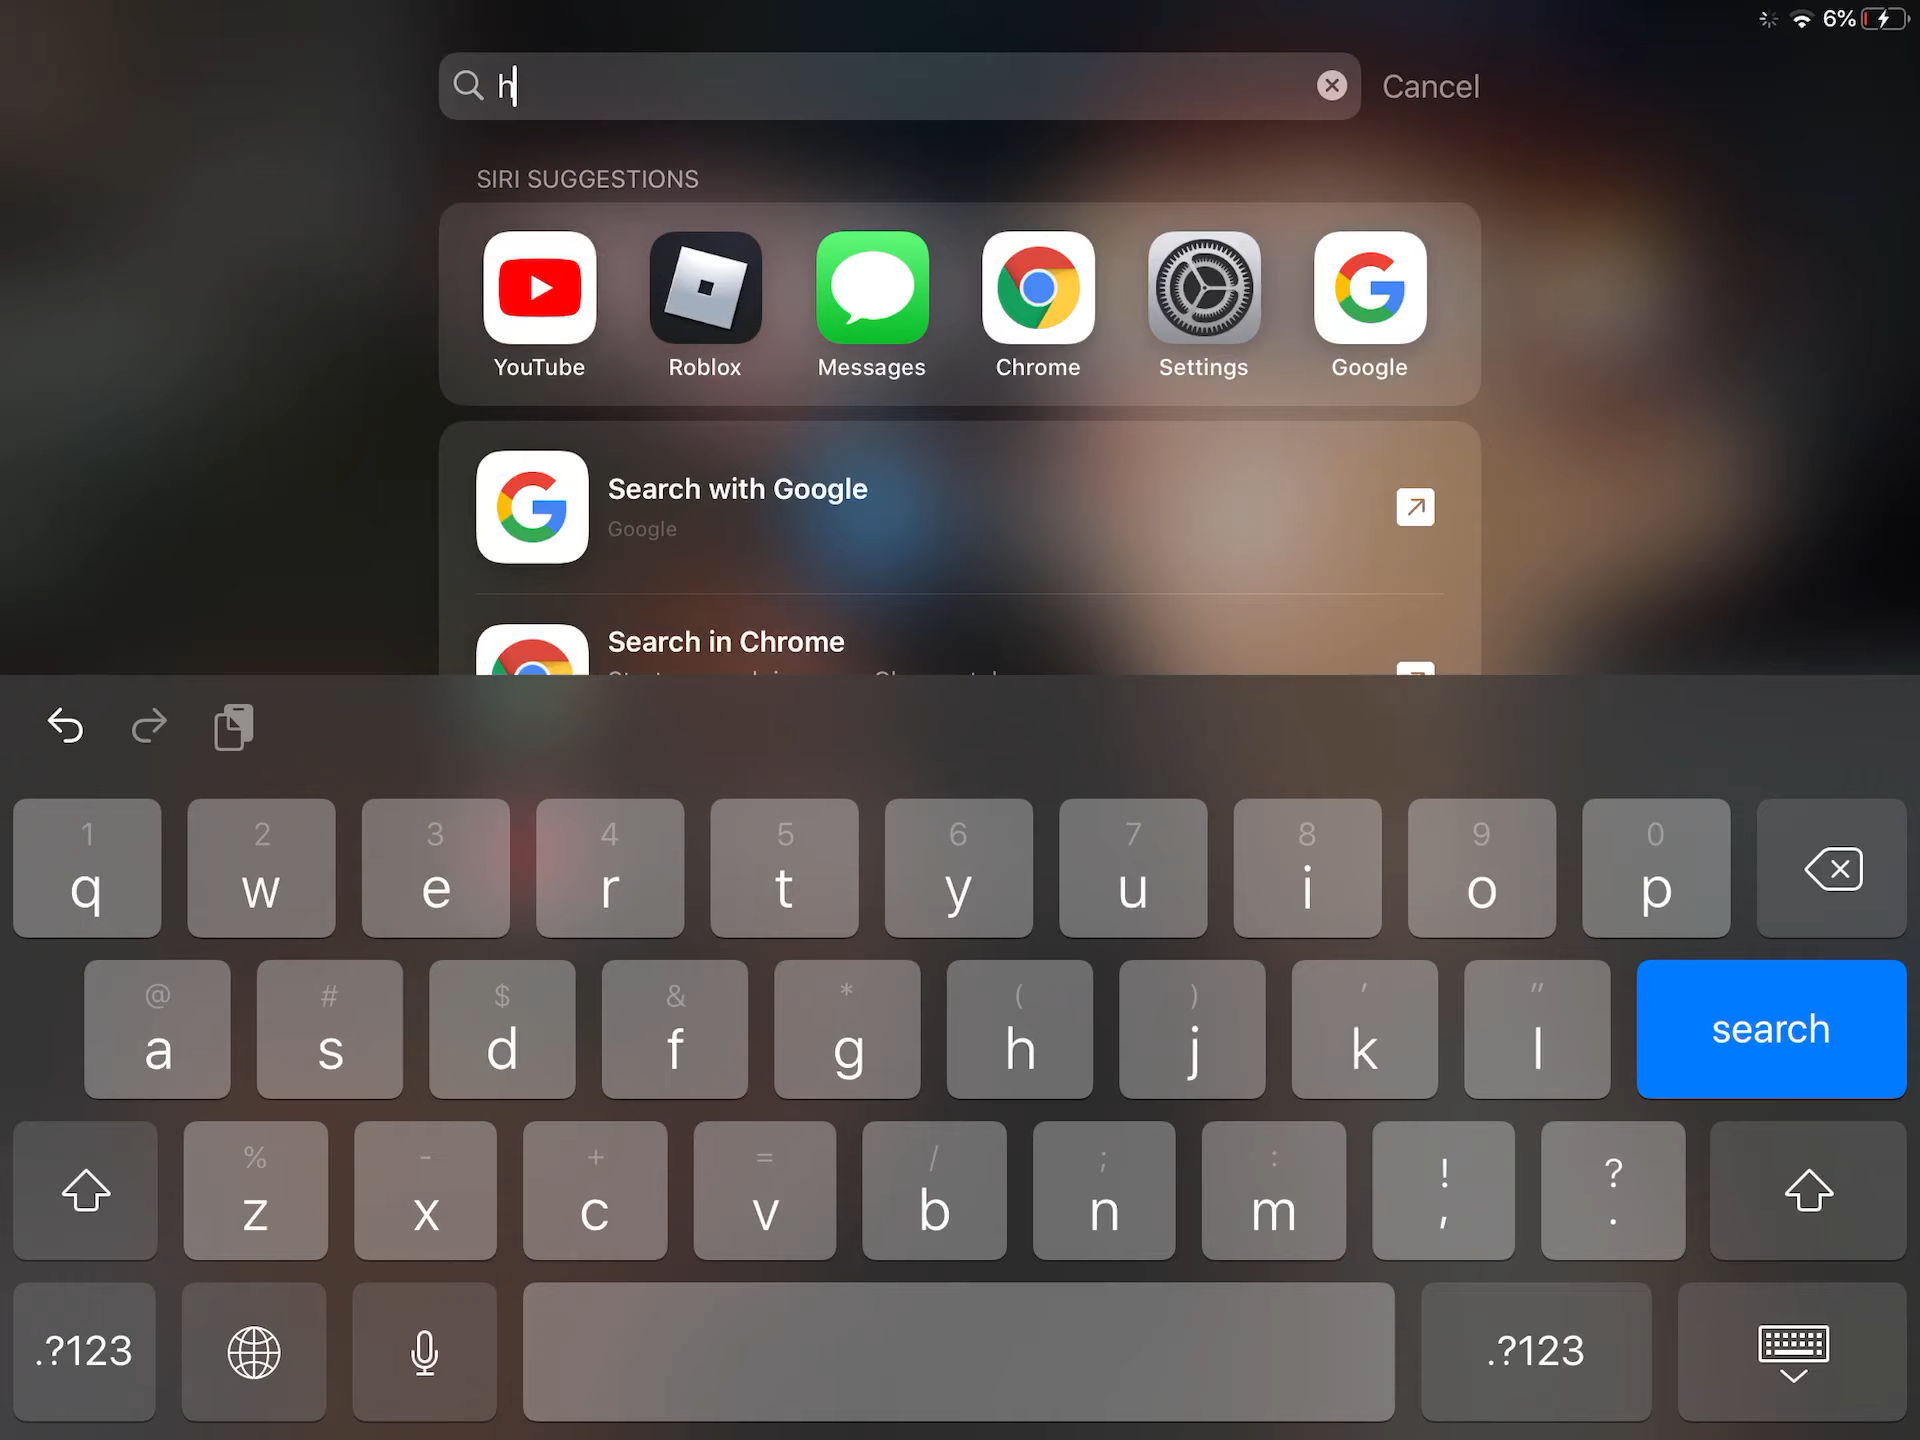 6%
h
Cancel
SIRI SUGGESTIONS
YouTube Roblox Messages Chrome Settings Google
Search with Google
Google
Search in Chrome
1 2 3 4 5 6 7 8 9 0
q w e r t y u i o p
@ # $ & * ( ) ' "
a s d f g h j k l search
% - + = / ; : ! ?
z x c v b n m , .
.?123 .?123